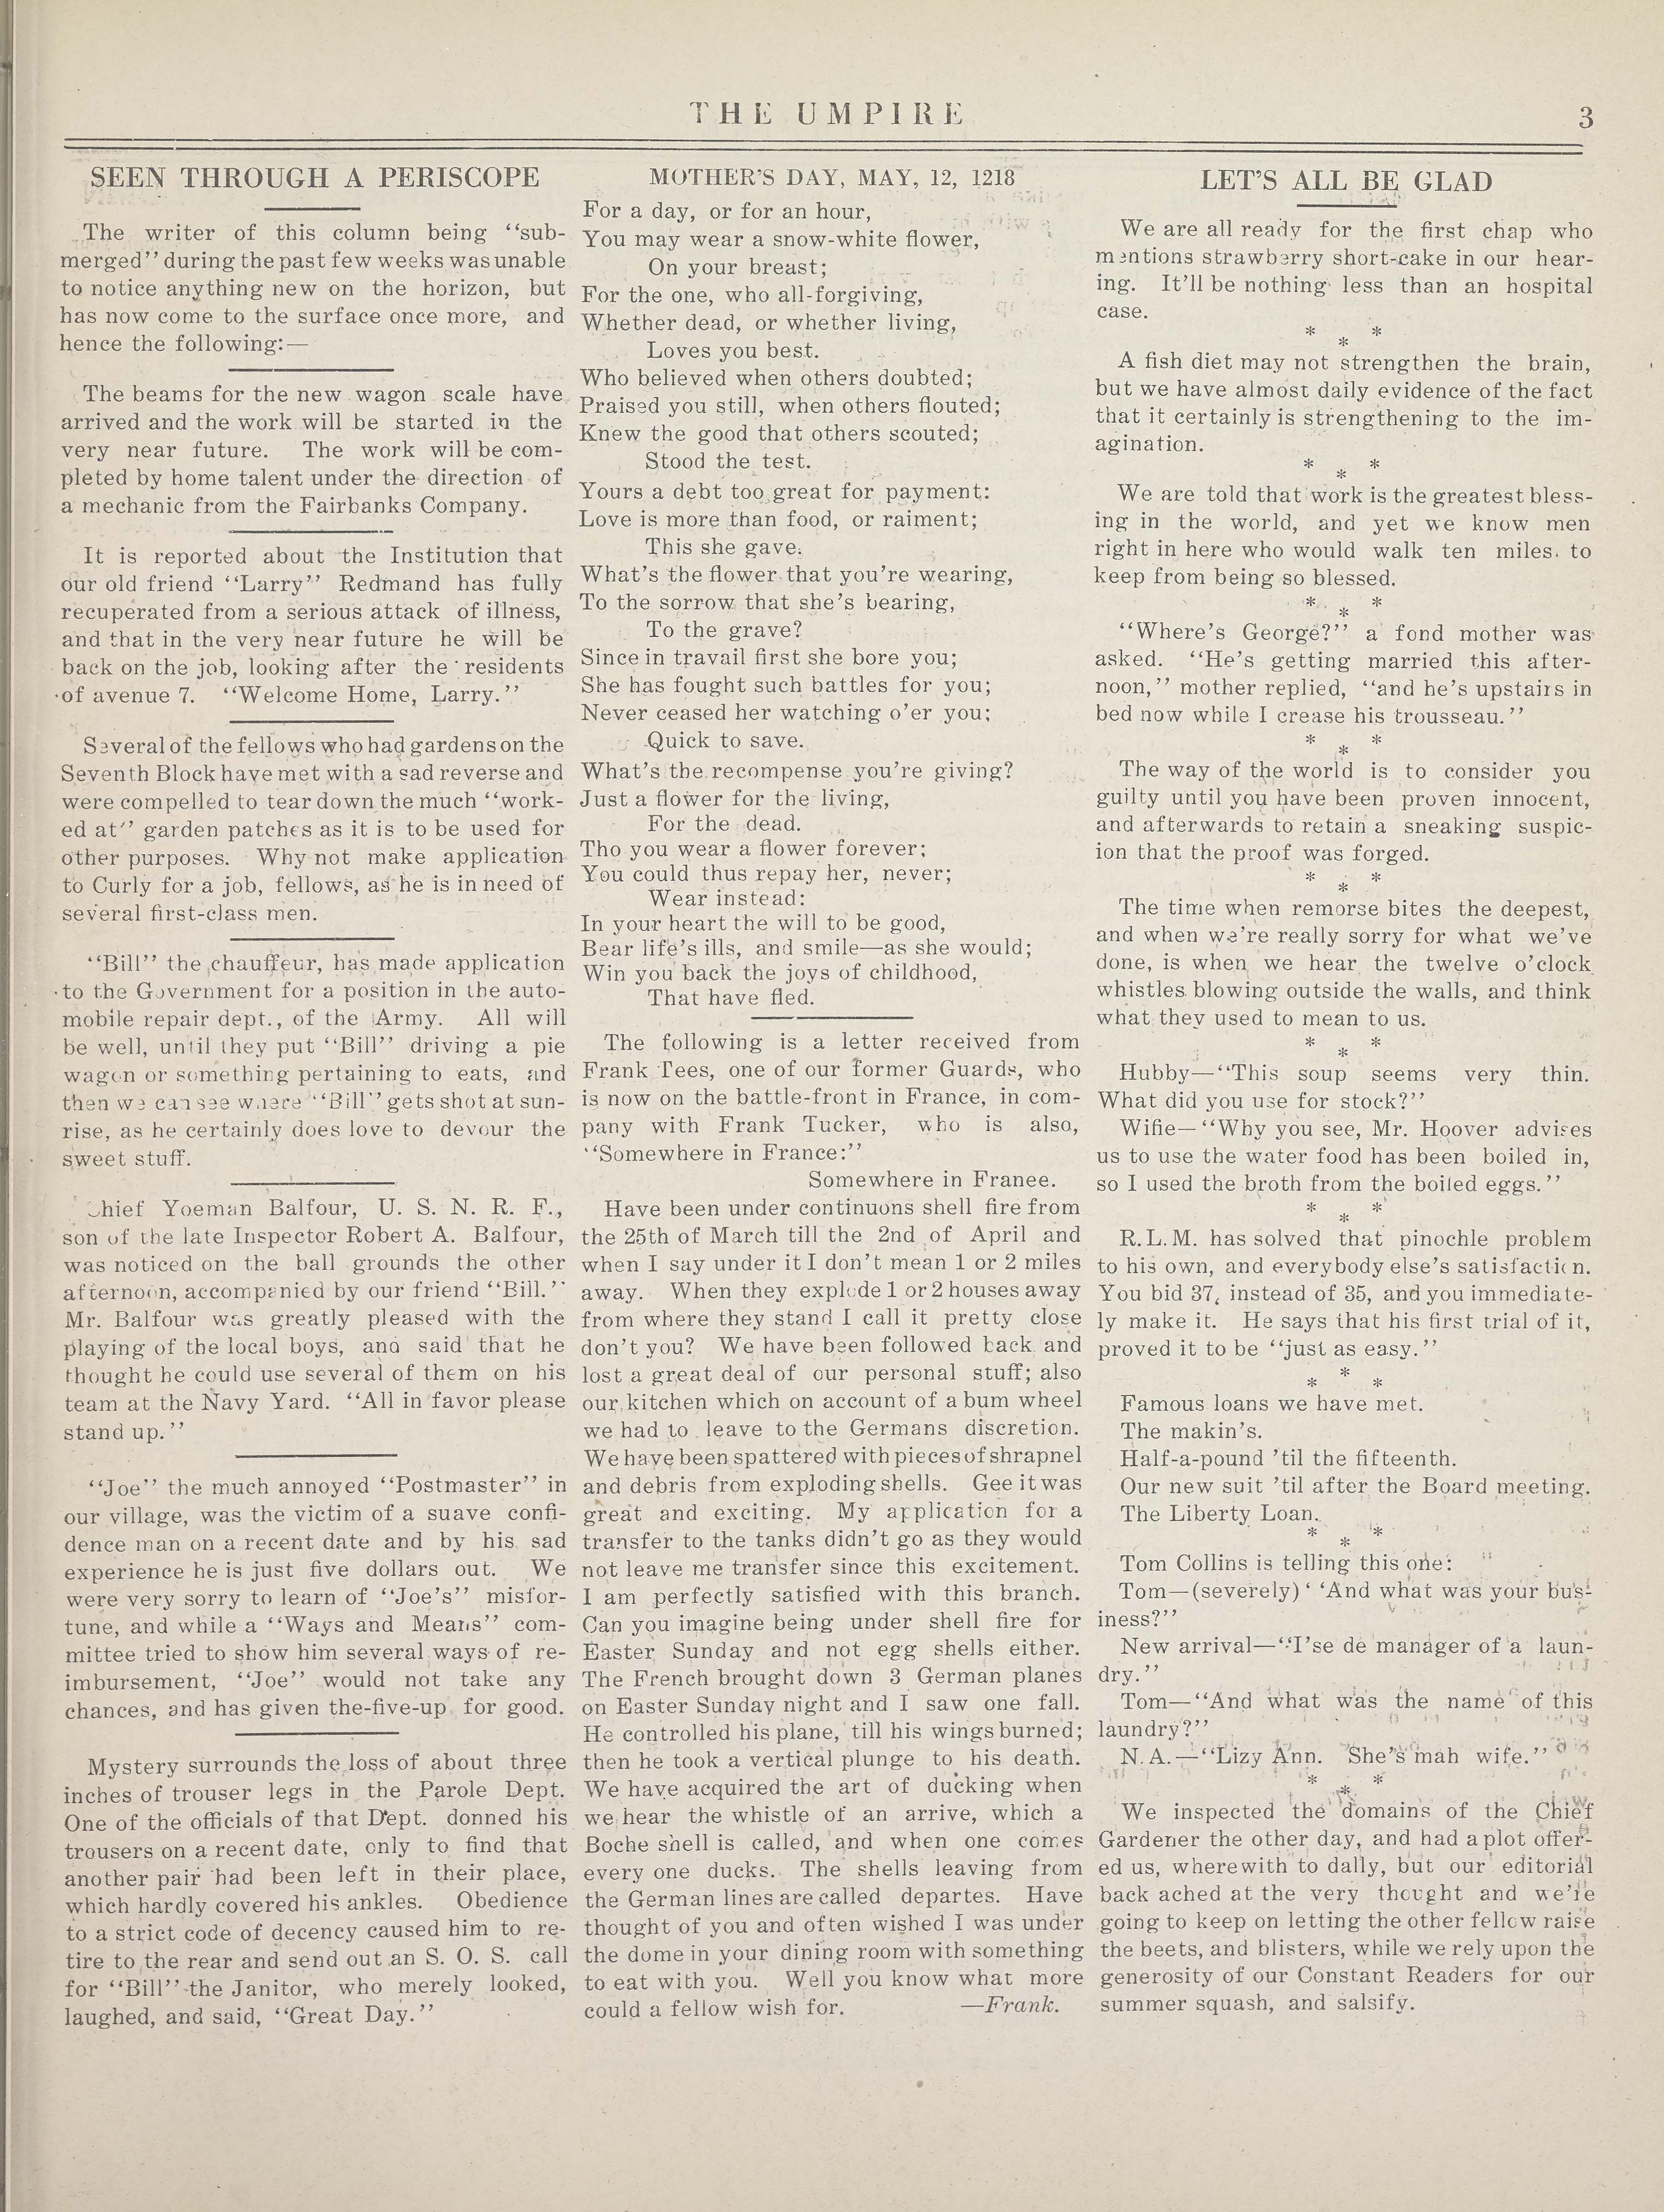 THE UMPIRE
3
SEEN THROUGH A PERISCOPE
The writer of this column being ‘‘sub-
merged’’ during the past few weeks was unable
to notice anything new on the horizon, but
has now come to the surface once more, and
hence the following:—
The beams for the new wagon scale have
arrived and the work will be started in the
very near future. The work will be com-
pleted by home talent under the direction of
a mechanic from the Fairbanks Company.
It is reported about the Institution that
our old friend ‘‘Larry’’ Redmand has fully
recuperated from a serious attack of illness,
and that in the very near future he will be
back on the job, looking after the residents
of avenue 7. ‘‘Welcome Home, Larry.’’
Several of the fellows who had gardens on the
Seventh Block have met with a sad reverse and
were compelled to tear down the much ‘‘work-
ed at’’ garden patches as it is to be used for
other purposes. Why not make application
to Curly for a job, fellows, as he is in need of
several first-class men.
‘‘Bill’’ the chauffeur, has made application
to the Government for a position in the auto-
mobile repair dept., of the Army. All will
be well, until they put ‘‘Bill’’ driving a pie
wagon or something pertaining to eats, and
then we can see where ‘‘Bill’’ gets shot at sun-
rise, as he certainly does love to devour the
sweet stuff.
Chief Yoeman Balfour, U. S. N. R. F.,
son of the late Inspector Robert A. Balfour,
was noticed on the ball grounds the other
afternoon, accompanied by our friend ‘‘Bill.’’
Mr. Balfour was greatly pleased with the
playing of the local boys, and said that he
thought he could use several of them on his
team at the Navy Yard. ‘‘All in favor please
stand up.’’
‘‘Joe’’ the much annoyed ‘‘Postmaster’’ in
our village, was the victim of a suave confi-
dence man on a recent date and by his sad
experience he is just five dollars out. We
were very sorry to learn of ‘‘Joe’s’’ misfor-
tune, and while a ‘‘Ways and Means’’ com-
mittee tried to show him several ways of re-
imbursement, ‘‘Joe’’ would not take any
chances, and has given the-five-up for good.
Mystery surrounds the loss of about three
inches of trouser legs in the Parole Dept.
One of the officials of that Dept. donned his
trousers on a recent date, only to find that
another pair had been left in their place,
which hardly covered his ankles. Obedience
to a strict code of decency caused him to re-
tire to the rear and send out an S. O. S. call
for ‘‘Bill’’ the Janitor, who merely looked,
laughed, and said, ‘‘Great Day.’’
MOTHER’S DAY, MAY, 12, 1218
For a day, or for an hour,
You may wear a snow-white flower,
On your breast;
For the one, who all-forgiving,
Whether dead, or whether living,
Loves you best.
Who believed when others doubted;
Praised you still, when others flouted;
Knew the good that others scouted;
Stood the test.
Yours a debt too great for payment:
Love is more than food, or raiment;
This she gave.
What’s the flower that you’re wearing,
To the sorrow that she’s bearing,
To the grave?
Since in travail first she bore you;
She has fought such battles for you;
Never ceased her watching o’er you;
Quick to save.
What’s the recompense you’re giving?
Just a flower for the living,
For the dead.
Tho you wear a flower forever;
You could thus repay her, never;
Wear instead:
In your heart the will to be good,
Bear life’s ills, and smile—as she would;
Win you back the joys of childhood,
That have fled.
The following is a letter received from
Frank Tees, one of our former Guards, who
is now on the battle-front in France, in com-
pany with Frank Tucker, who is also,
‘‘Somewhere in France:’’
Somewhere in Franee.
Have been under continuons shell fire from
the 25th of March till the 2nd of April and
when I say under it I don’t mean 1 or 2 miles
away. When they explode 1 or 2 houses away
from where they stand I call it pretty close
don’t you? We have been followed back and
lost a great deal of our personal stuff; also
our kitchen which on account of a bum wheel
we had to leave to the Germans discretion.
We have been spattered with pieces of shrapnel
and debris from exploding shells. Gee it was
great and exciting. My application for a
transfer to the tanks didn’t go as they would
not leave me transfer since this excitement.
I am perfectly satisfied with this branch.
Can you imagine being under shell fire for
Easter Sunday and not egg shells either.
The French brought down 3 German planes
on Easter Sunday night and I saw one fall.
He controlled his plane, till his wings burned;
then he took a vertical plunge to his death.
We have acquired the art of ducking when
we hear the whistle of an arrive, which a
Boche shell is called, and when one comes
every one ducks. The shells leaving from
the German lines are called departes. Have
thought of you and often wished I was under
the dome in your dining room with something
to eat with you. Well you know what more
could a fellow wish for. —Frank.
LET’S ALL BE GLAD
We are all ready for the first chap who
mentions strawberry short-cake in our hear-
ing. It’ll be nothing less than an hospital
case.
* * *
A fish diet may not strengthen the brain,
but we have almost daily evidence of the fact
that it certainly is strengthening to the im-
agination.
* * *
We are told that work is the greatest bless-
ing in the world, and yet we know men
right in here who would walk ten miles to
keep from being so blessed.
* * *
‘‘Where’s George?’’ a fond mother was
asked. ‘‘He’s getting married this after-
noon,’’ mother replied, ‘‘and he’s upstairs in
bed now while I crease his trousseau.’’
* * *
The way of the world is to consider you
guilty until you have been proven innocent,
and afterwards to retain a sneaking suspic-
ion that the proof was forged.
* * *
The time when remorse bites the deepest,
and when we’re really sorry for what we’ve
done, is when we hear the twelve o’clock
whistles blowing outside the walls, and think
what they used to mean to us.
* * *
Hubby—‘‘This soup seems very thin.
What did you use for stock?’’
Wifie—‘‘Why you see, Mr. Hoover advises
us to use the water food has been boiled in,
so I used the broth from the boiled eggs.’’
* * *
R. L. M. has solved that pinochle problem
to his own, and everybody else’s satisfaction.
You bid 37, instead of 35, and you immediate-
ly make it. He says that his first trial of it,
proved it to be ‘‘just as easy.’’
* * *
Famous loans we have met.
The makin’s.
Half-a-pound ’til the fifteenth.
Our new suit ’til after the Board meeting.
The Liberty Loan.
* * *
Tom Collins is telling this one:
Tom—(severely) ‘‘And what was your bus-
iness?’’
New arrival—‘‘I’se de manager of a laun-
dry.’’
Tom—‘‘And what was the name of this
laundry?’’
N. A.—‘‘Lizy Ann. She’s mah wife.’’
* * *
We inspected the domains of the Chief
Gardener the other day, and had a plot offer-
ed us, wherewith to dally, but our editorial
back ached at the very thought and we’re
going to keep on letting the other fellow raise
the beets, and blisters, while we rely upon the
generosity of our Constant Readers for our
summer squash, and salsify.